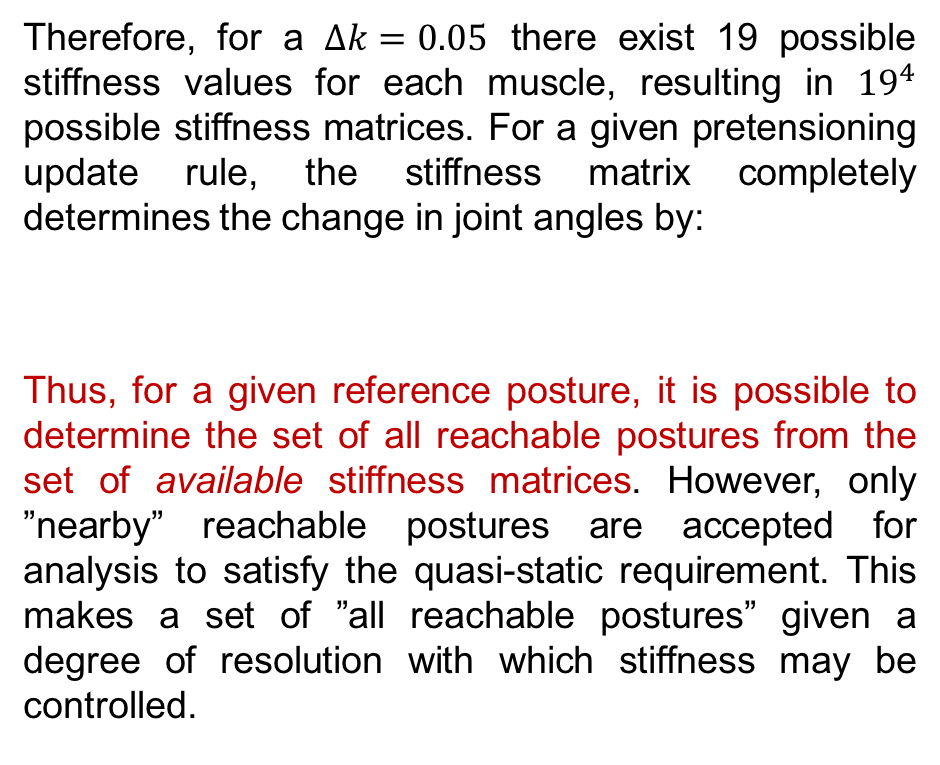 Therefore, for a Δk = 0.05 there exist 19 possible
stiffness values for each muscle, resulting in 19⁴
possible stiffness matrices. For a given pretensioning
update rule, the stiffness matrix completely
determines the change in joint angles by:
Thus, for a given reference posture, it is possible to
determine the set of all reachable postures from the
set of available stiffness matrices. However, only
”nearby” reachable postures are accepted for
analysis to satisfy the quasi-static requirement. This
makes a set of ”all reachable postures” given a
degree of resolution with which stiffness may be
controlled.